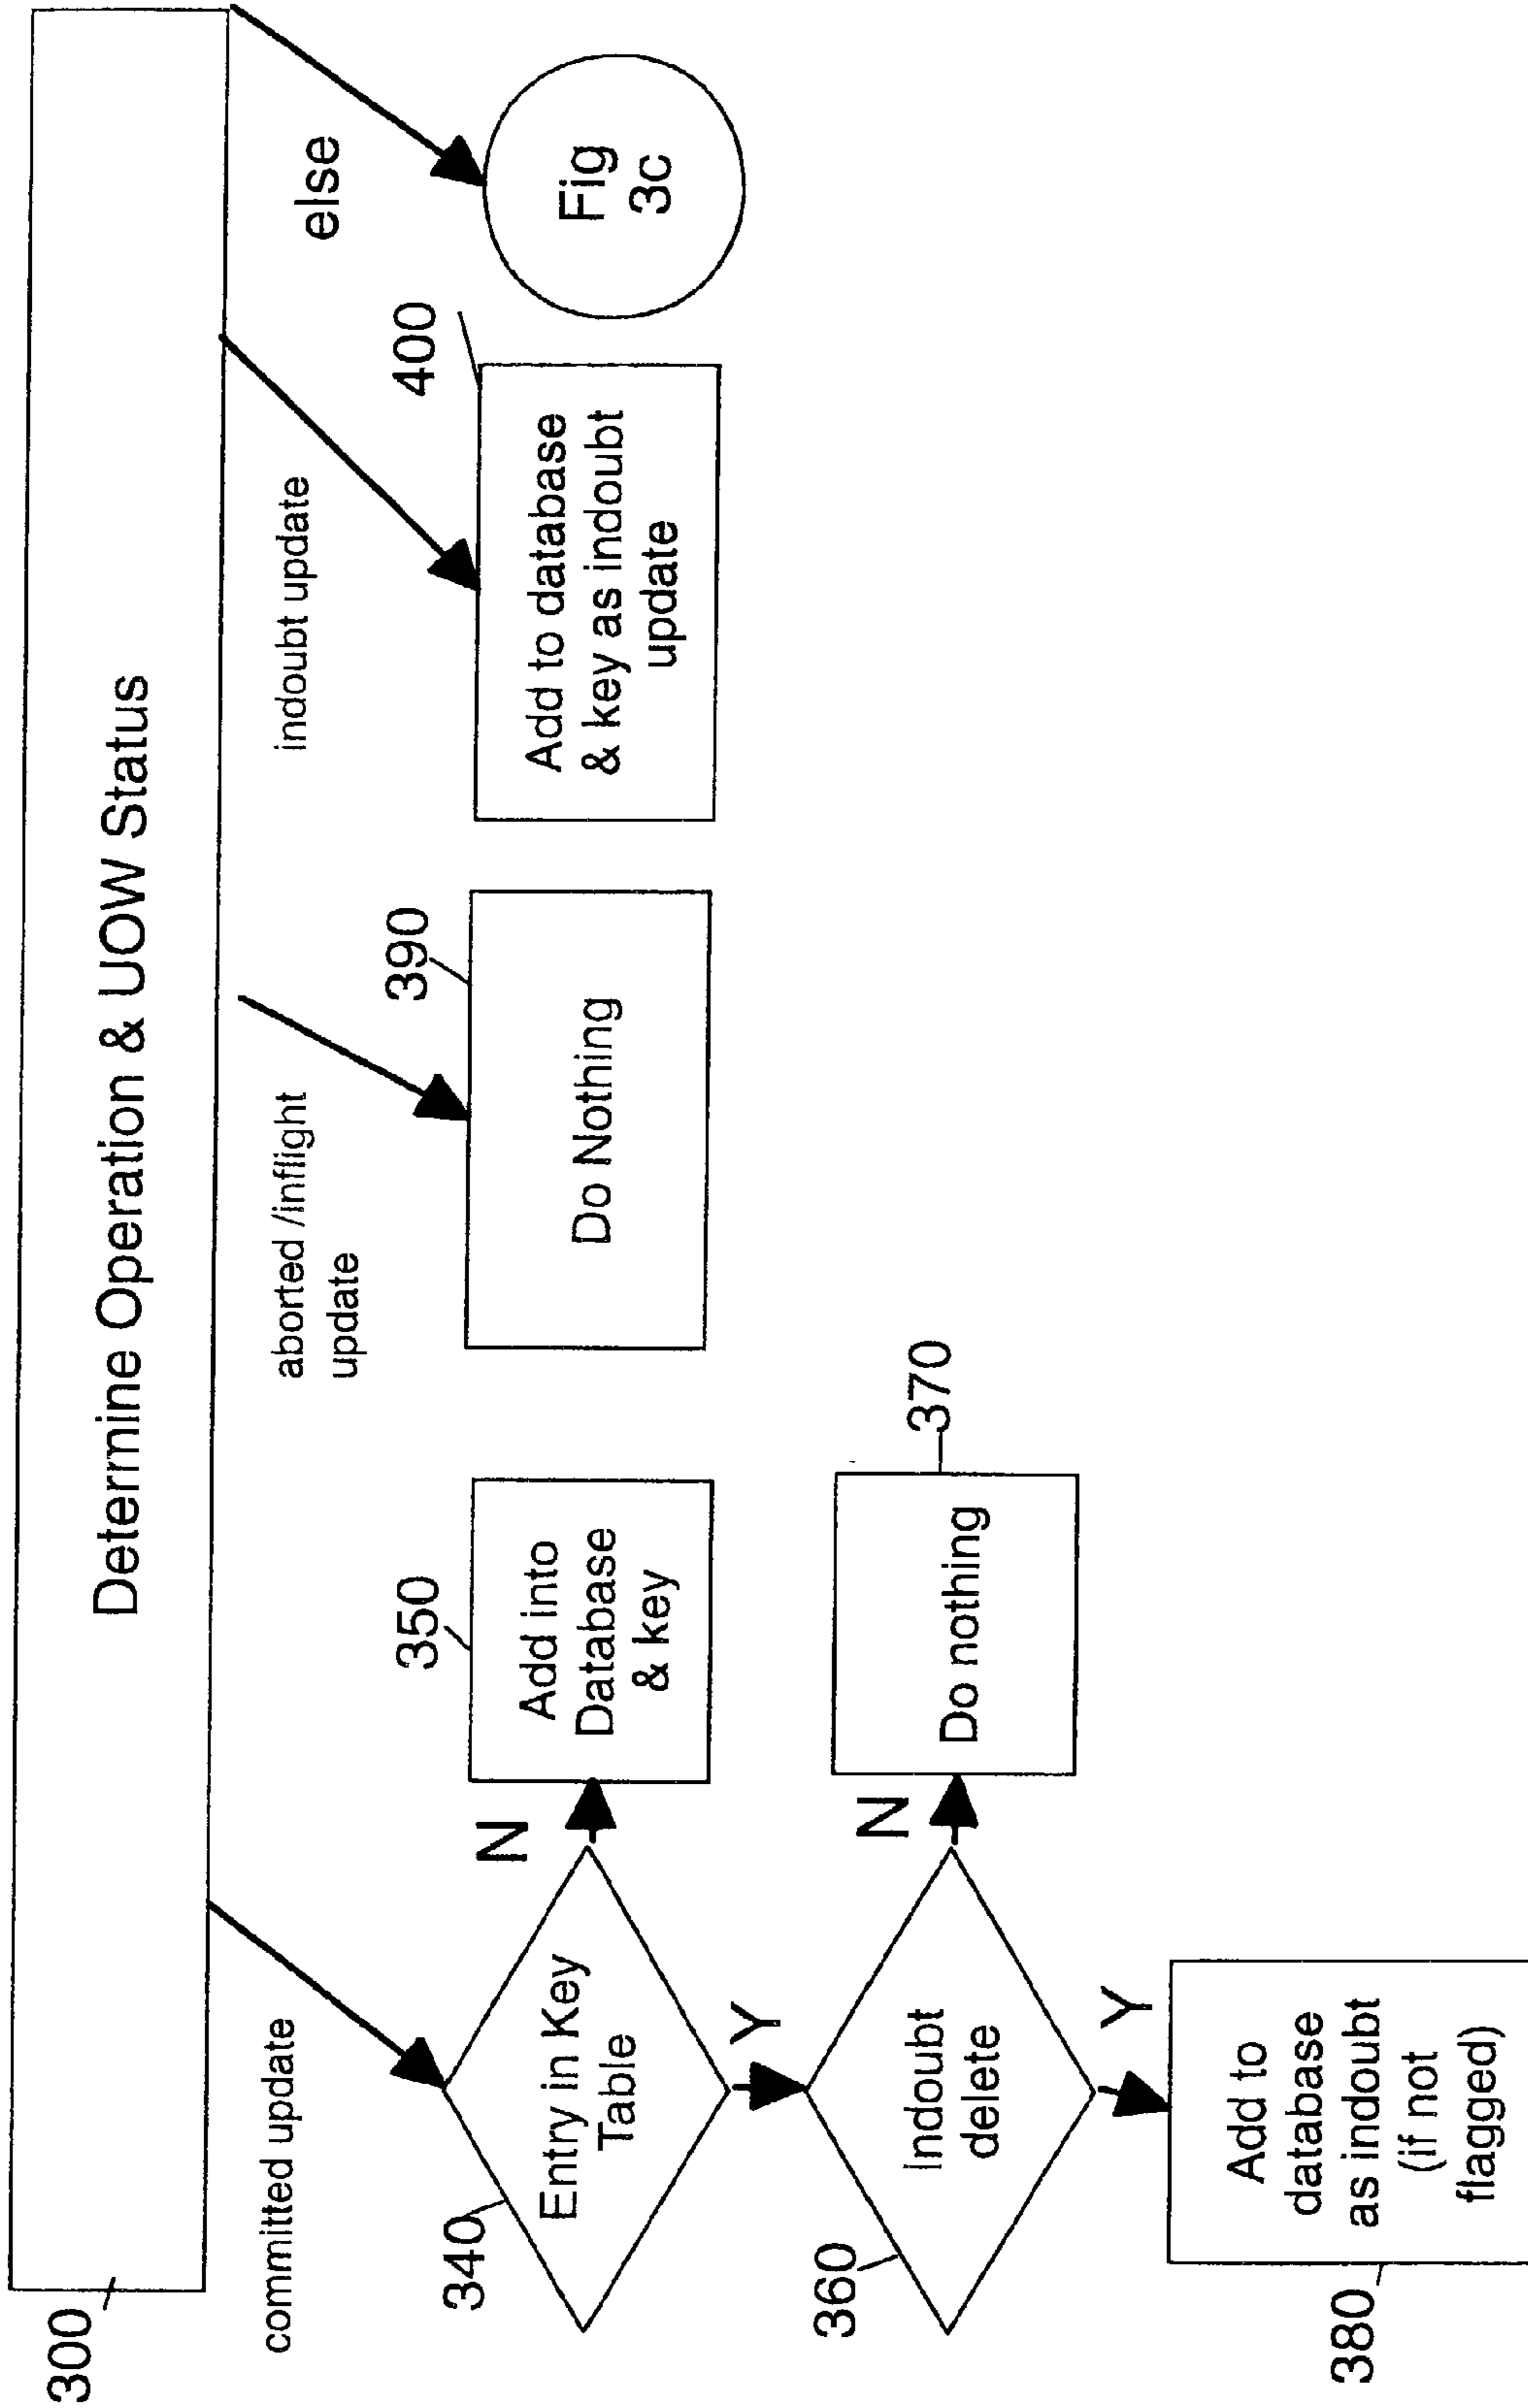 300
Determine Operation & UOW Status
committed update
aborted /inflight
update
indoubt update
else
340
Entry in Key
Table
N
350
Add into
Database
& key
390
Do Nothing
400
Add to database
& key as indoubt
update
Fig
3c
Y
360
Indoubt
delete
N
370
Do nothing
Y
380
Add to
database
as indoubt
(if not
flagged)